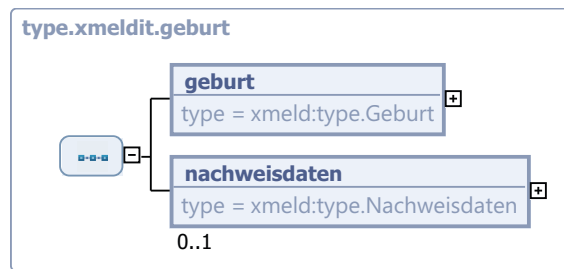 type.xmeldit.geburt
geburt
type = xmeld:type.Geburt
nachweisdaten
type = xmeld:type.Nachweisdaten
0..1